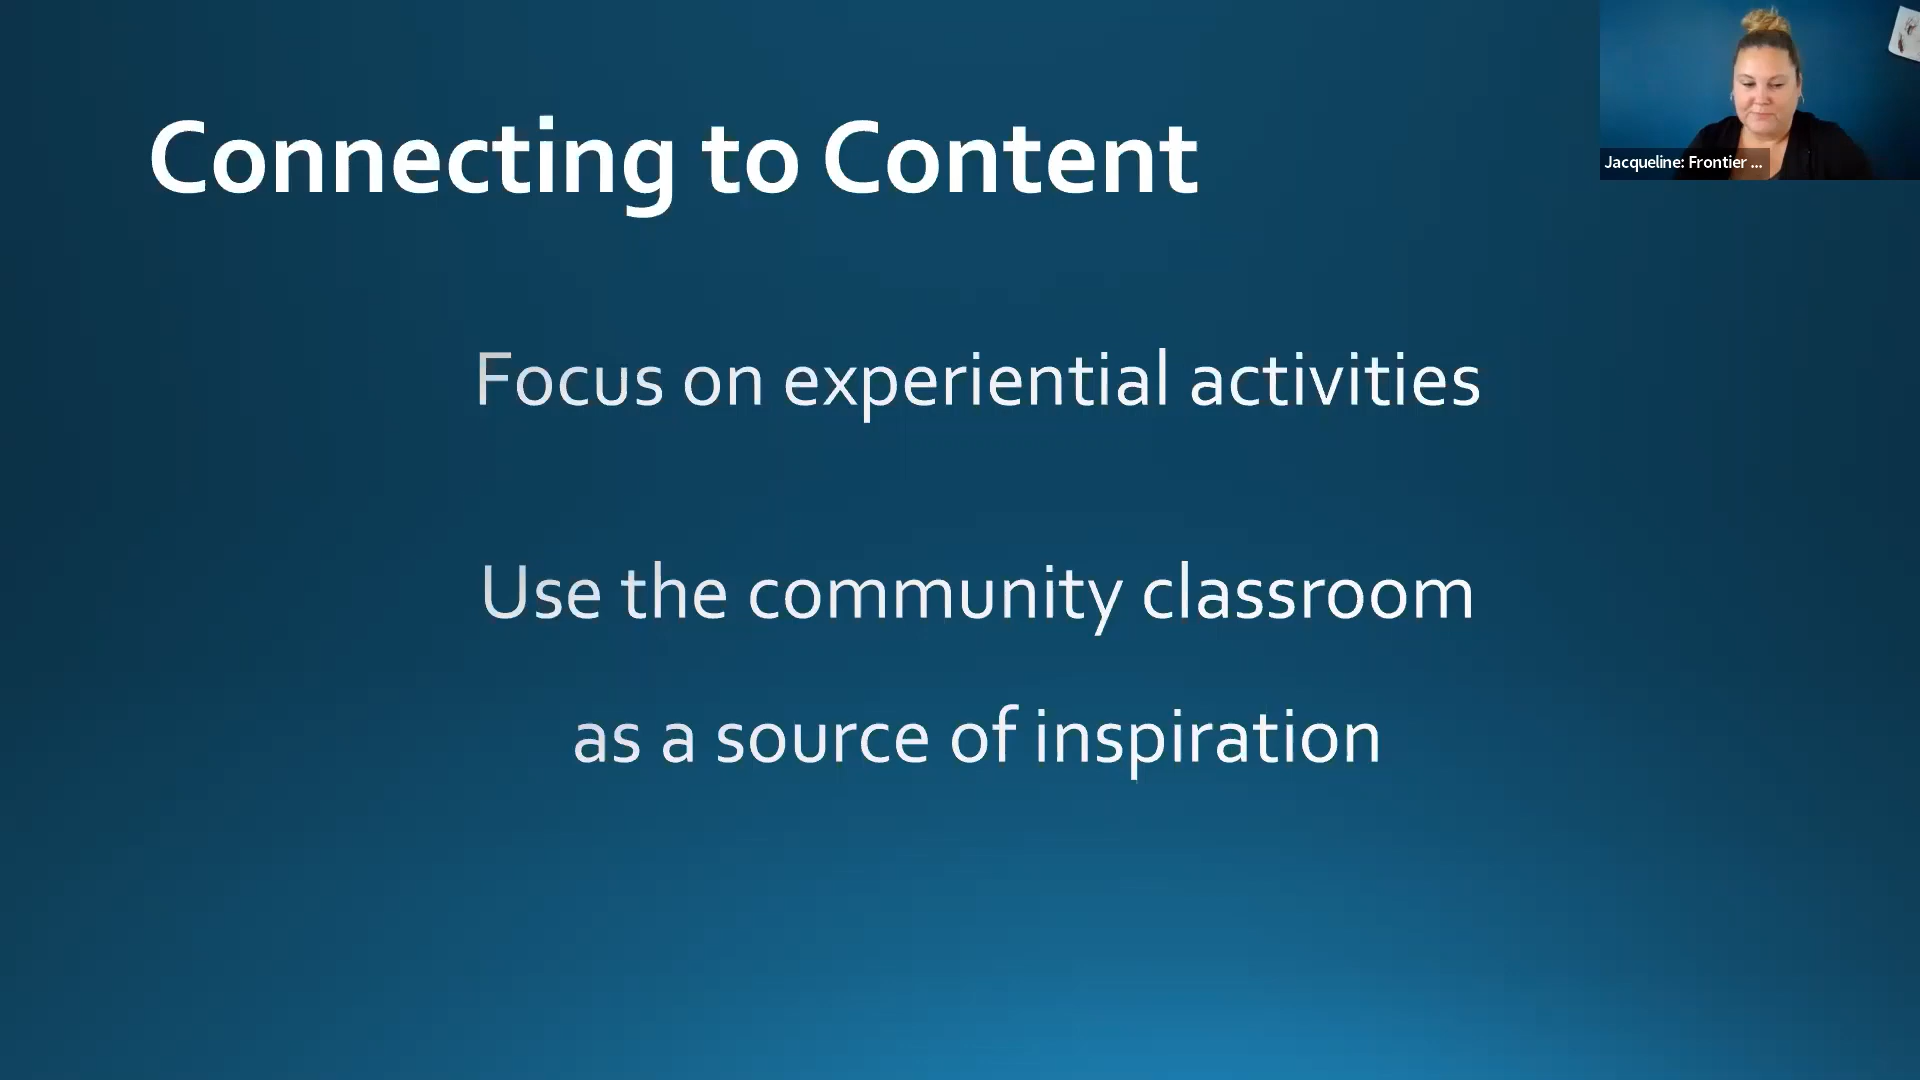 Connecting to Content
Jacqueline: Frontier ...
Focus on experiential activities
Use the community classroom
as a source of inspiration